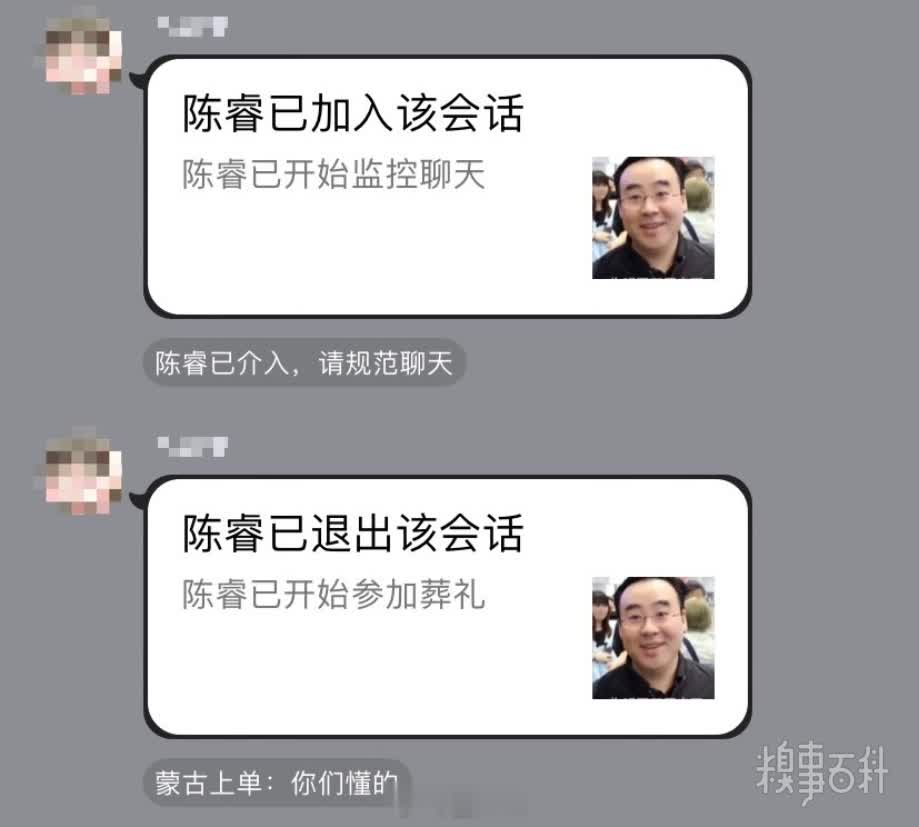 陈睿已加入该会话
陈睿已开始监控聊天
陈睿已介入，请规范聊天
陈睿已退出该会话
陈睿已开始参加葬礼
蒙古上单：你们懂的
糗事百科